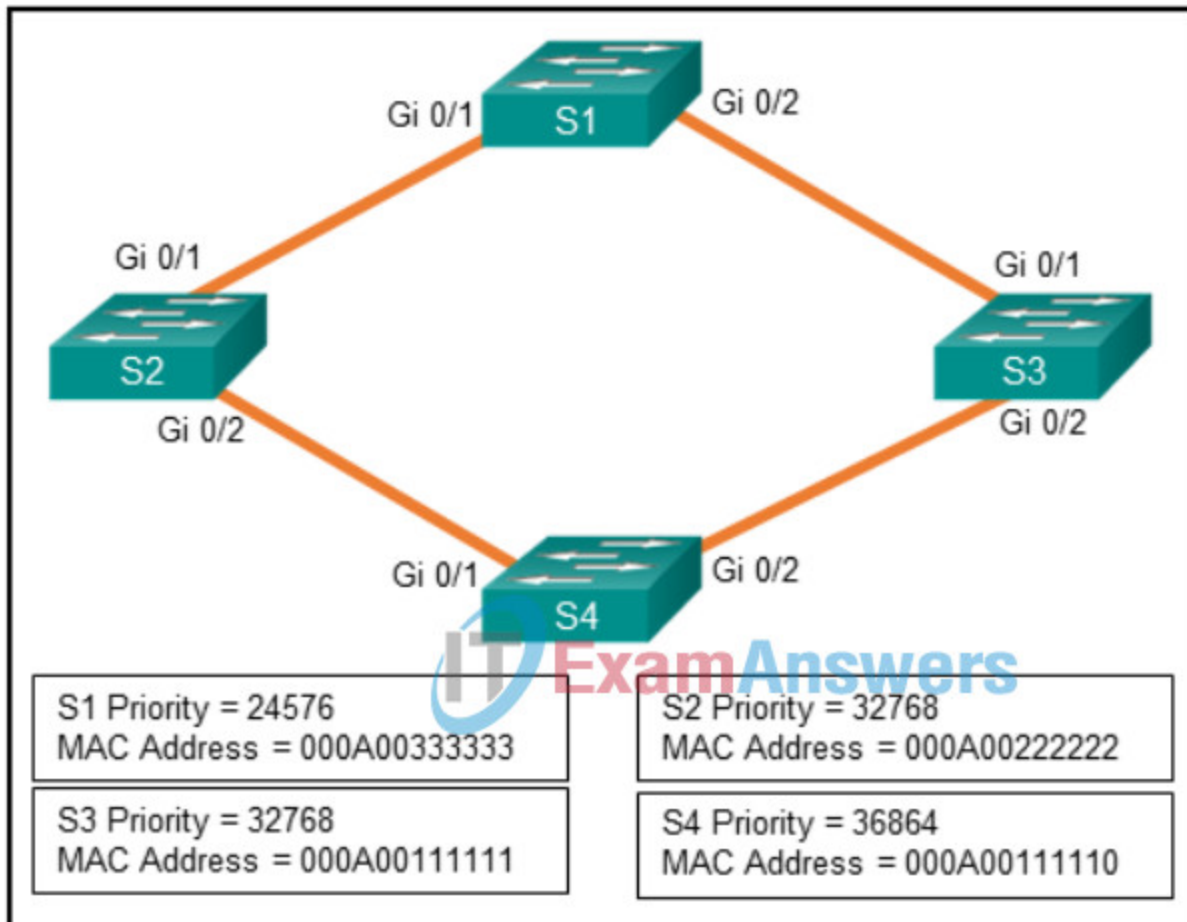 Gi 0/1
S1
Gi 0/2
Gi 0/1
Gi 0/1
S2
S3
Gi 0/2
Gi 0/2
Gi 0/1
Gi 0/2
S4
ITExamAnswers
S1 Priority = 24576
MAC Address = 000A00333333
S2 Priority = 32768
MAC Address = 000A00222222
S3 Priority = 32768
MAC Address = 000A00111111
S4 Priority = 36864
MAC Address = 000A00111110